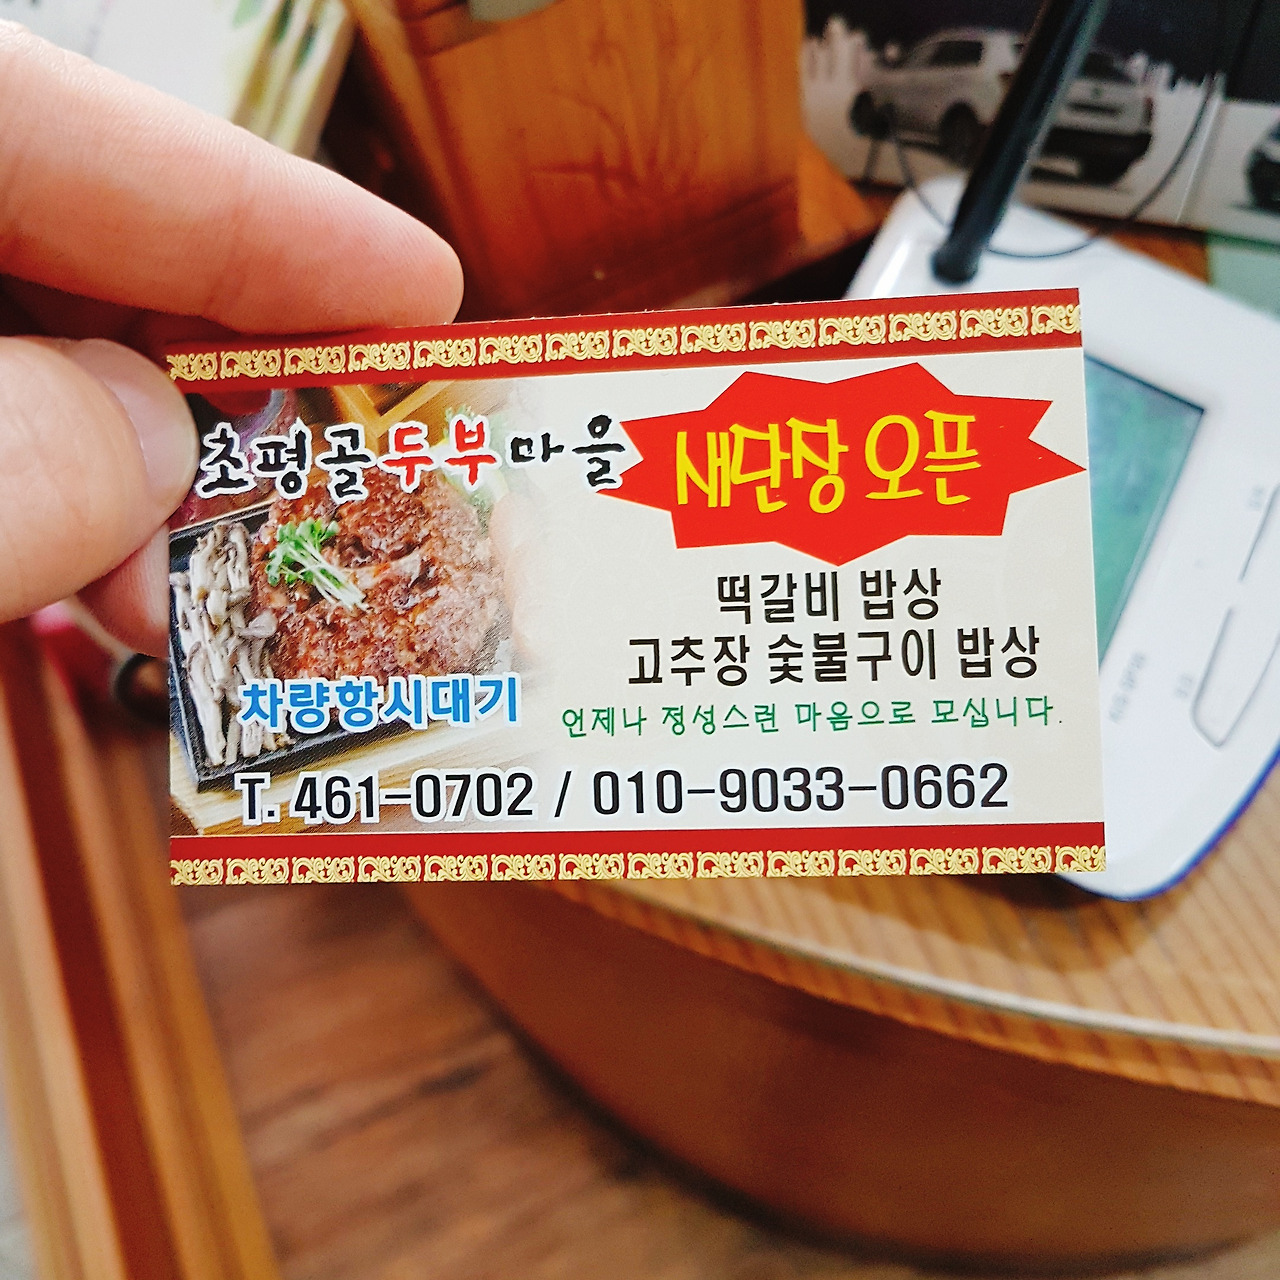 초평골두부마을
새단장 오픈
떡갈비 밥상
고추장 숯불구이 밥상
차량항시대기
언제나 정성스런 마음으로 모십니다.
T. 461-0702 / 010-9033-0662